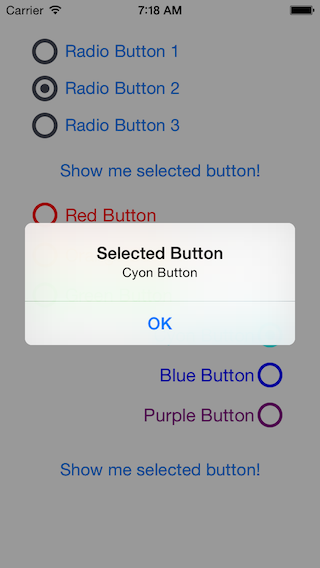 Carrier 7:18 AM
Radio Button 1
Radio Button 2
Radio Button 3
Show me selected button!
Red Button
Selected Button
Cyon Button
OK
Blue Button
Purple Button
Show me selected button!